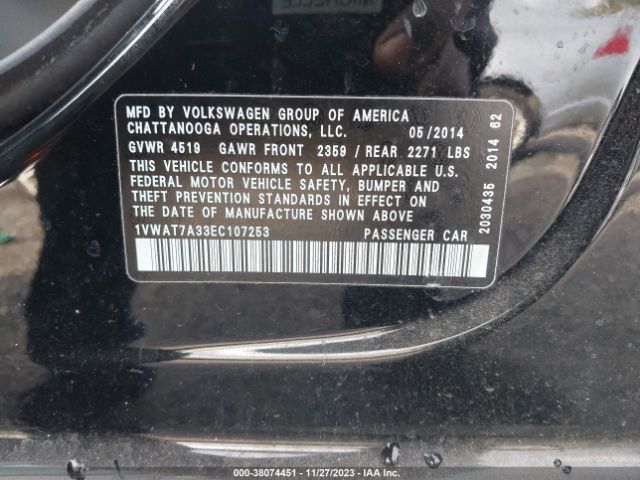 MICHELLE
MFD BY VOLKSWAGEN GROUP OF AMERICA
CHATTANOOGA OPERATIONS, LLC. 05/2014
GVWR 4519 GAWR FRONT 2359 / REAR 2271 LBS
THIS VEHICLE CONFORMS TO ALL APPLICABLE U.S.
FEDERAL MOTOR VEHICLE SAFETY, BUMPER AND
THEFT PREVENTION STANDARDS IN EFFECT ON
THE DATE OF MANUFACTURE SHOWN ABOVE
1VWAT7A33EC107253 PASSENGER CAR
2030435 2014 62
000-38074451 - 11/27/2023 - IAA Inc.